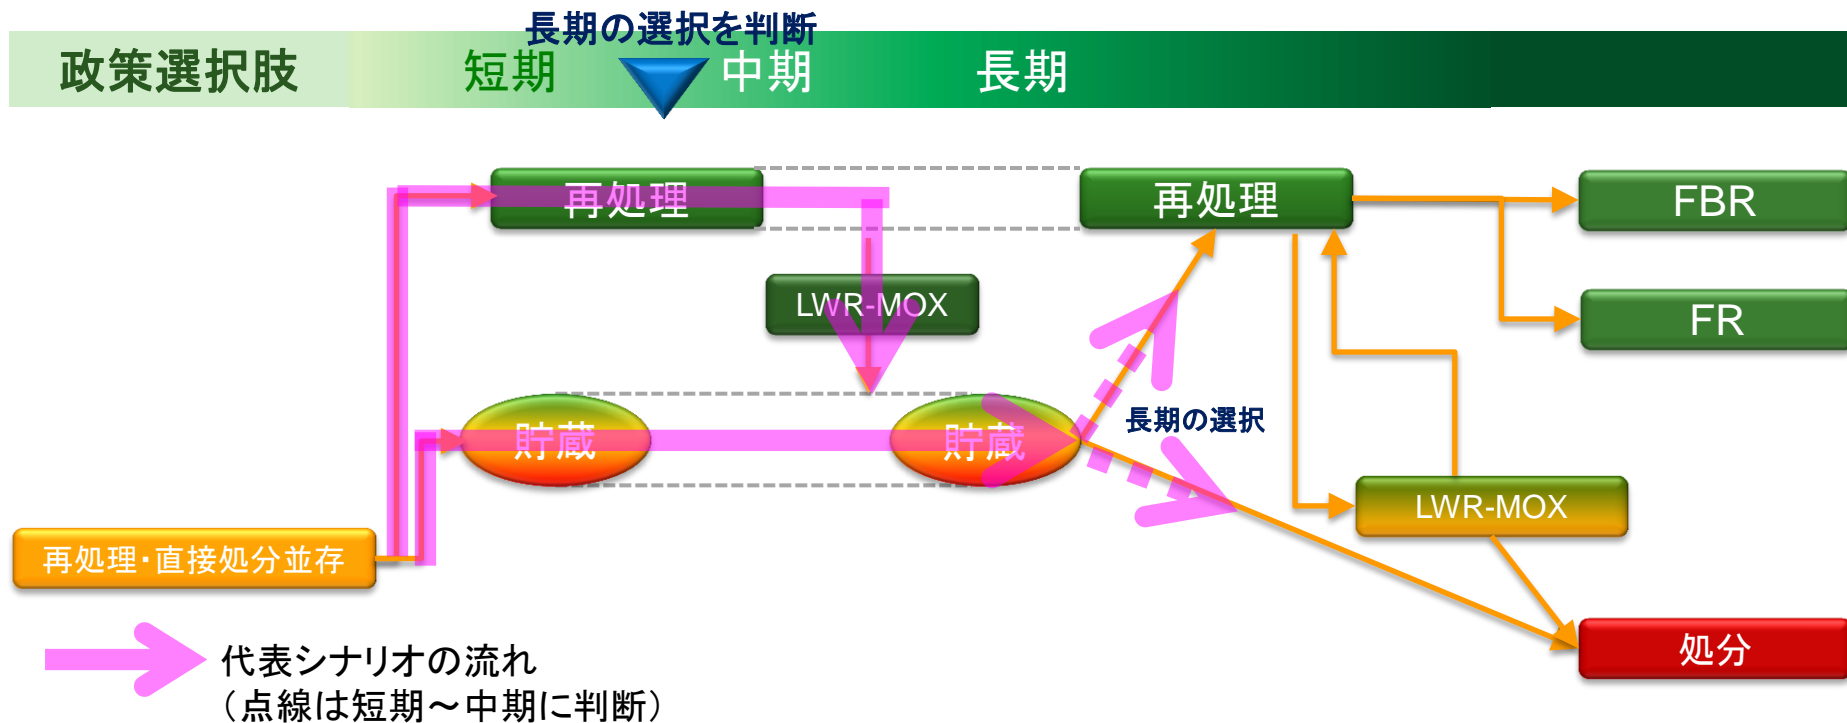 長期の選択を判断
政策選択肢
短期
中期
長期
再処理
再処理
FBR
LWR-MOX
FR
貯蔵
貯蔵
長期の選択
LWR-MOX
再処理・直接処分並存
処分
代表シナリオの流れ
（点線は短期～中期に判断）